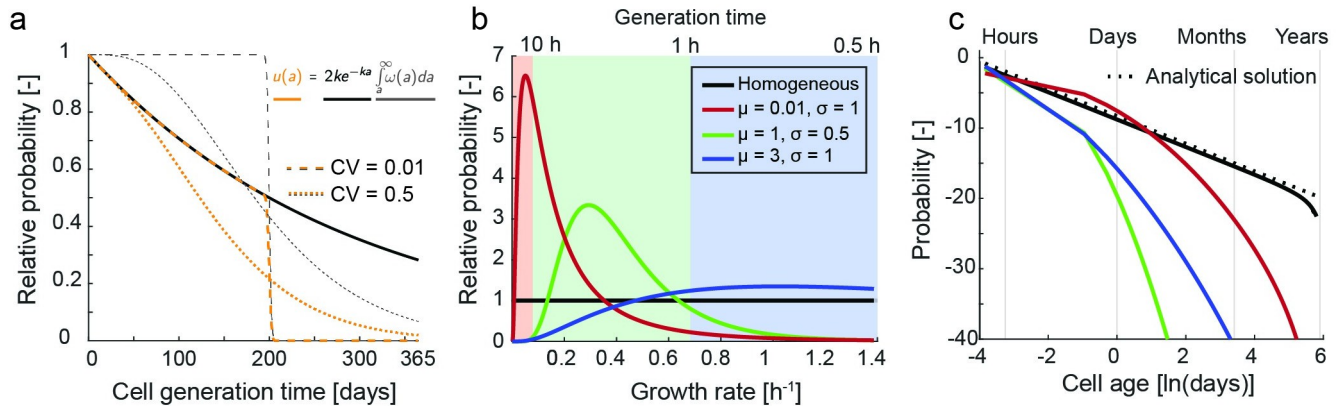 a
Relative probability [-]
1
0.8
0.6
0.4
0.2
0
u(a) = 2ke^{-ka} ∫_a^∞ ω(a)da
CV = 0.01
CV = 0.5
0 100 200 300 365
Cell generation time [days]
b
Generation time
10 h 1 h 0.5 h
Relative probability [-]
7
6
5
4
3
2
1
0
Homogeneous
μ = 0.01, σ = 1
μ = 1, σ = 0.5
μ = 3, σ = 1
0.2 0.4 0.6 0.8 1 1.2 1.4
Growth rate [h⁻¹]
c
Hours Days Months Years
Analytical solution
Probability [-]
0
-10
-20
-30
-40
-4 -2 0 2 4 6
Cell age [ln(days)]